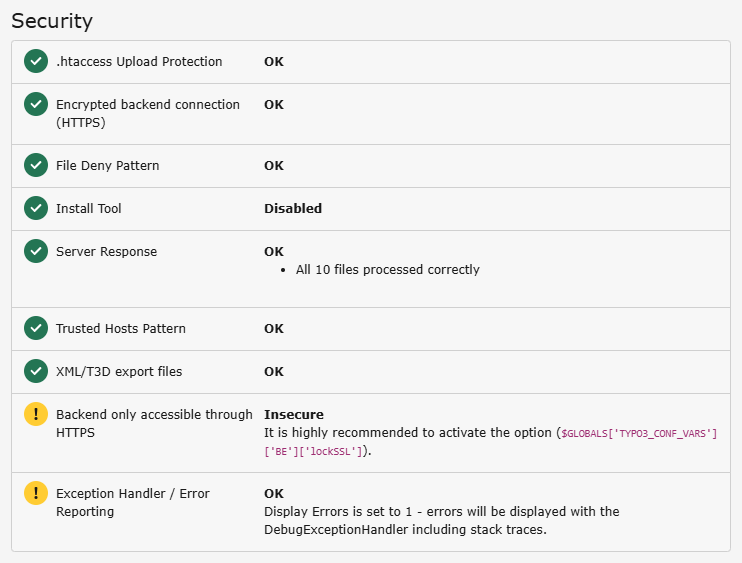 Security
.htaccess Upload Protection OK
Encrypted backend connection OK
(HTTPS)
File Deny Pattern OK
Install Tool Disabled
Server Response OK
• All 10 files processed correctly
Trusted Hosts Pattern OK
XML/T3D export files OK
Backend only accessible through Insecure
HTTPS It is highly recommended to activate the option ($GLOBALS['TYPO3_CONF_VARS']
['BE']['lockSSL']).
Exception Handler / Error OK
Reporting Display Errors is set to 1 - errors will be displayed with the
DebugExceptionHandler including stack traces.